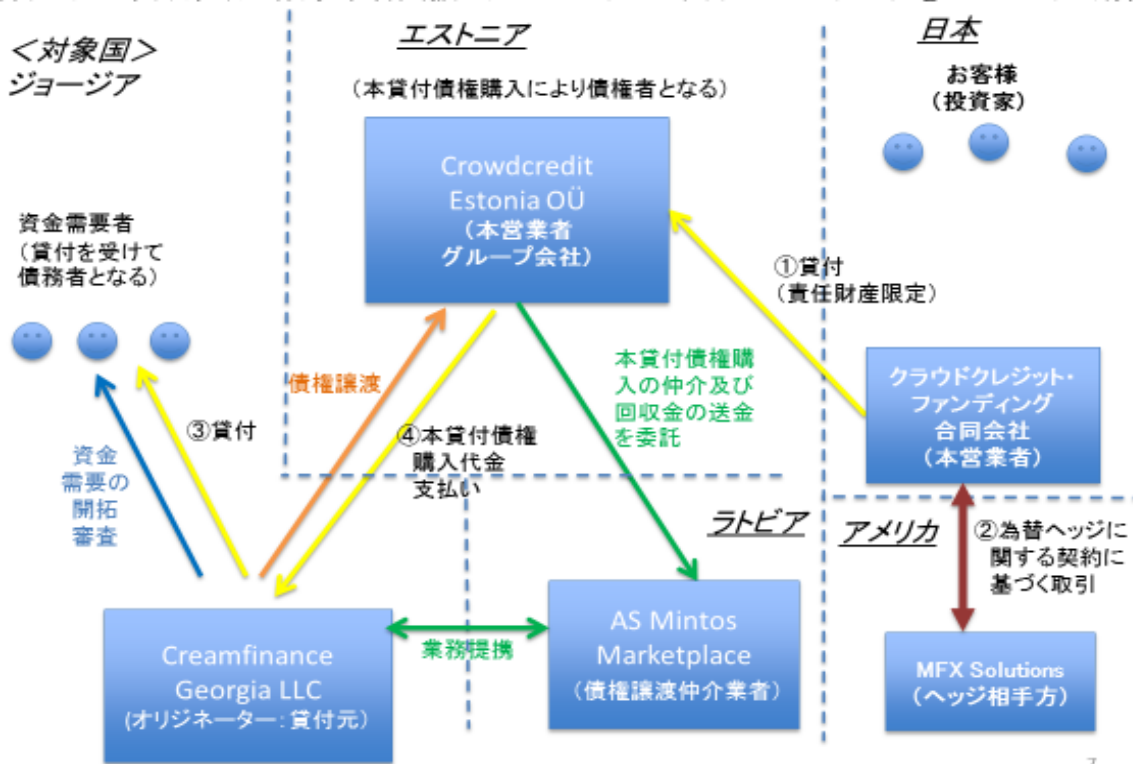 <対象国>
ジョージア
エストニア
日本
(本貸付債権購入により債権者となる)
お客様
(投資家)
Crowdcredit
Estonia OÜ
(本営業者
グループ会社)
資金需要者
(貸付を受けて
債務者となる)
①貸付
(責任財産限定)
債権譲渡
本貸付債権購
入の仲介及び
回収金の送金
を委託
クラウドクレジット・
ファンディング
合同会社
(本営業者)
③貸付
④本貸付債権
購入代金
支払い
資金
需要の
開拓
審査
ラトビア
アメリカ
②為替ヘッジに
関する契約に
基づく取引
Creamfinance
Georgia LLC
(オリジネーター:貸付元)
業務提携
AS Mintos
Marketplace
(債権譲渡仲介業者)
MFX Solutions
(ヘッジ相手方)